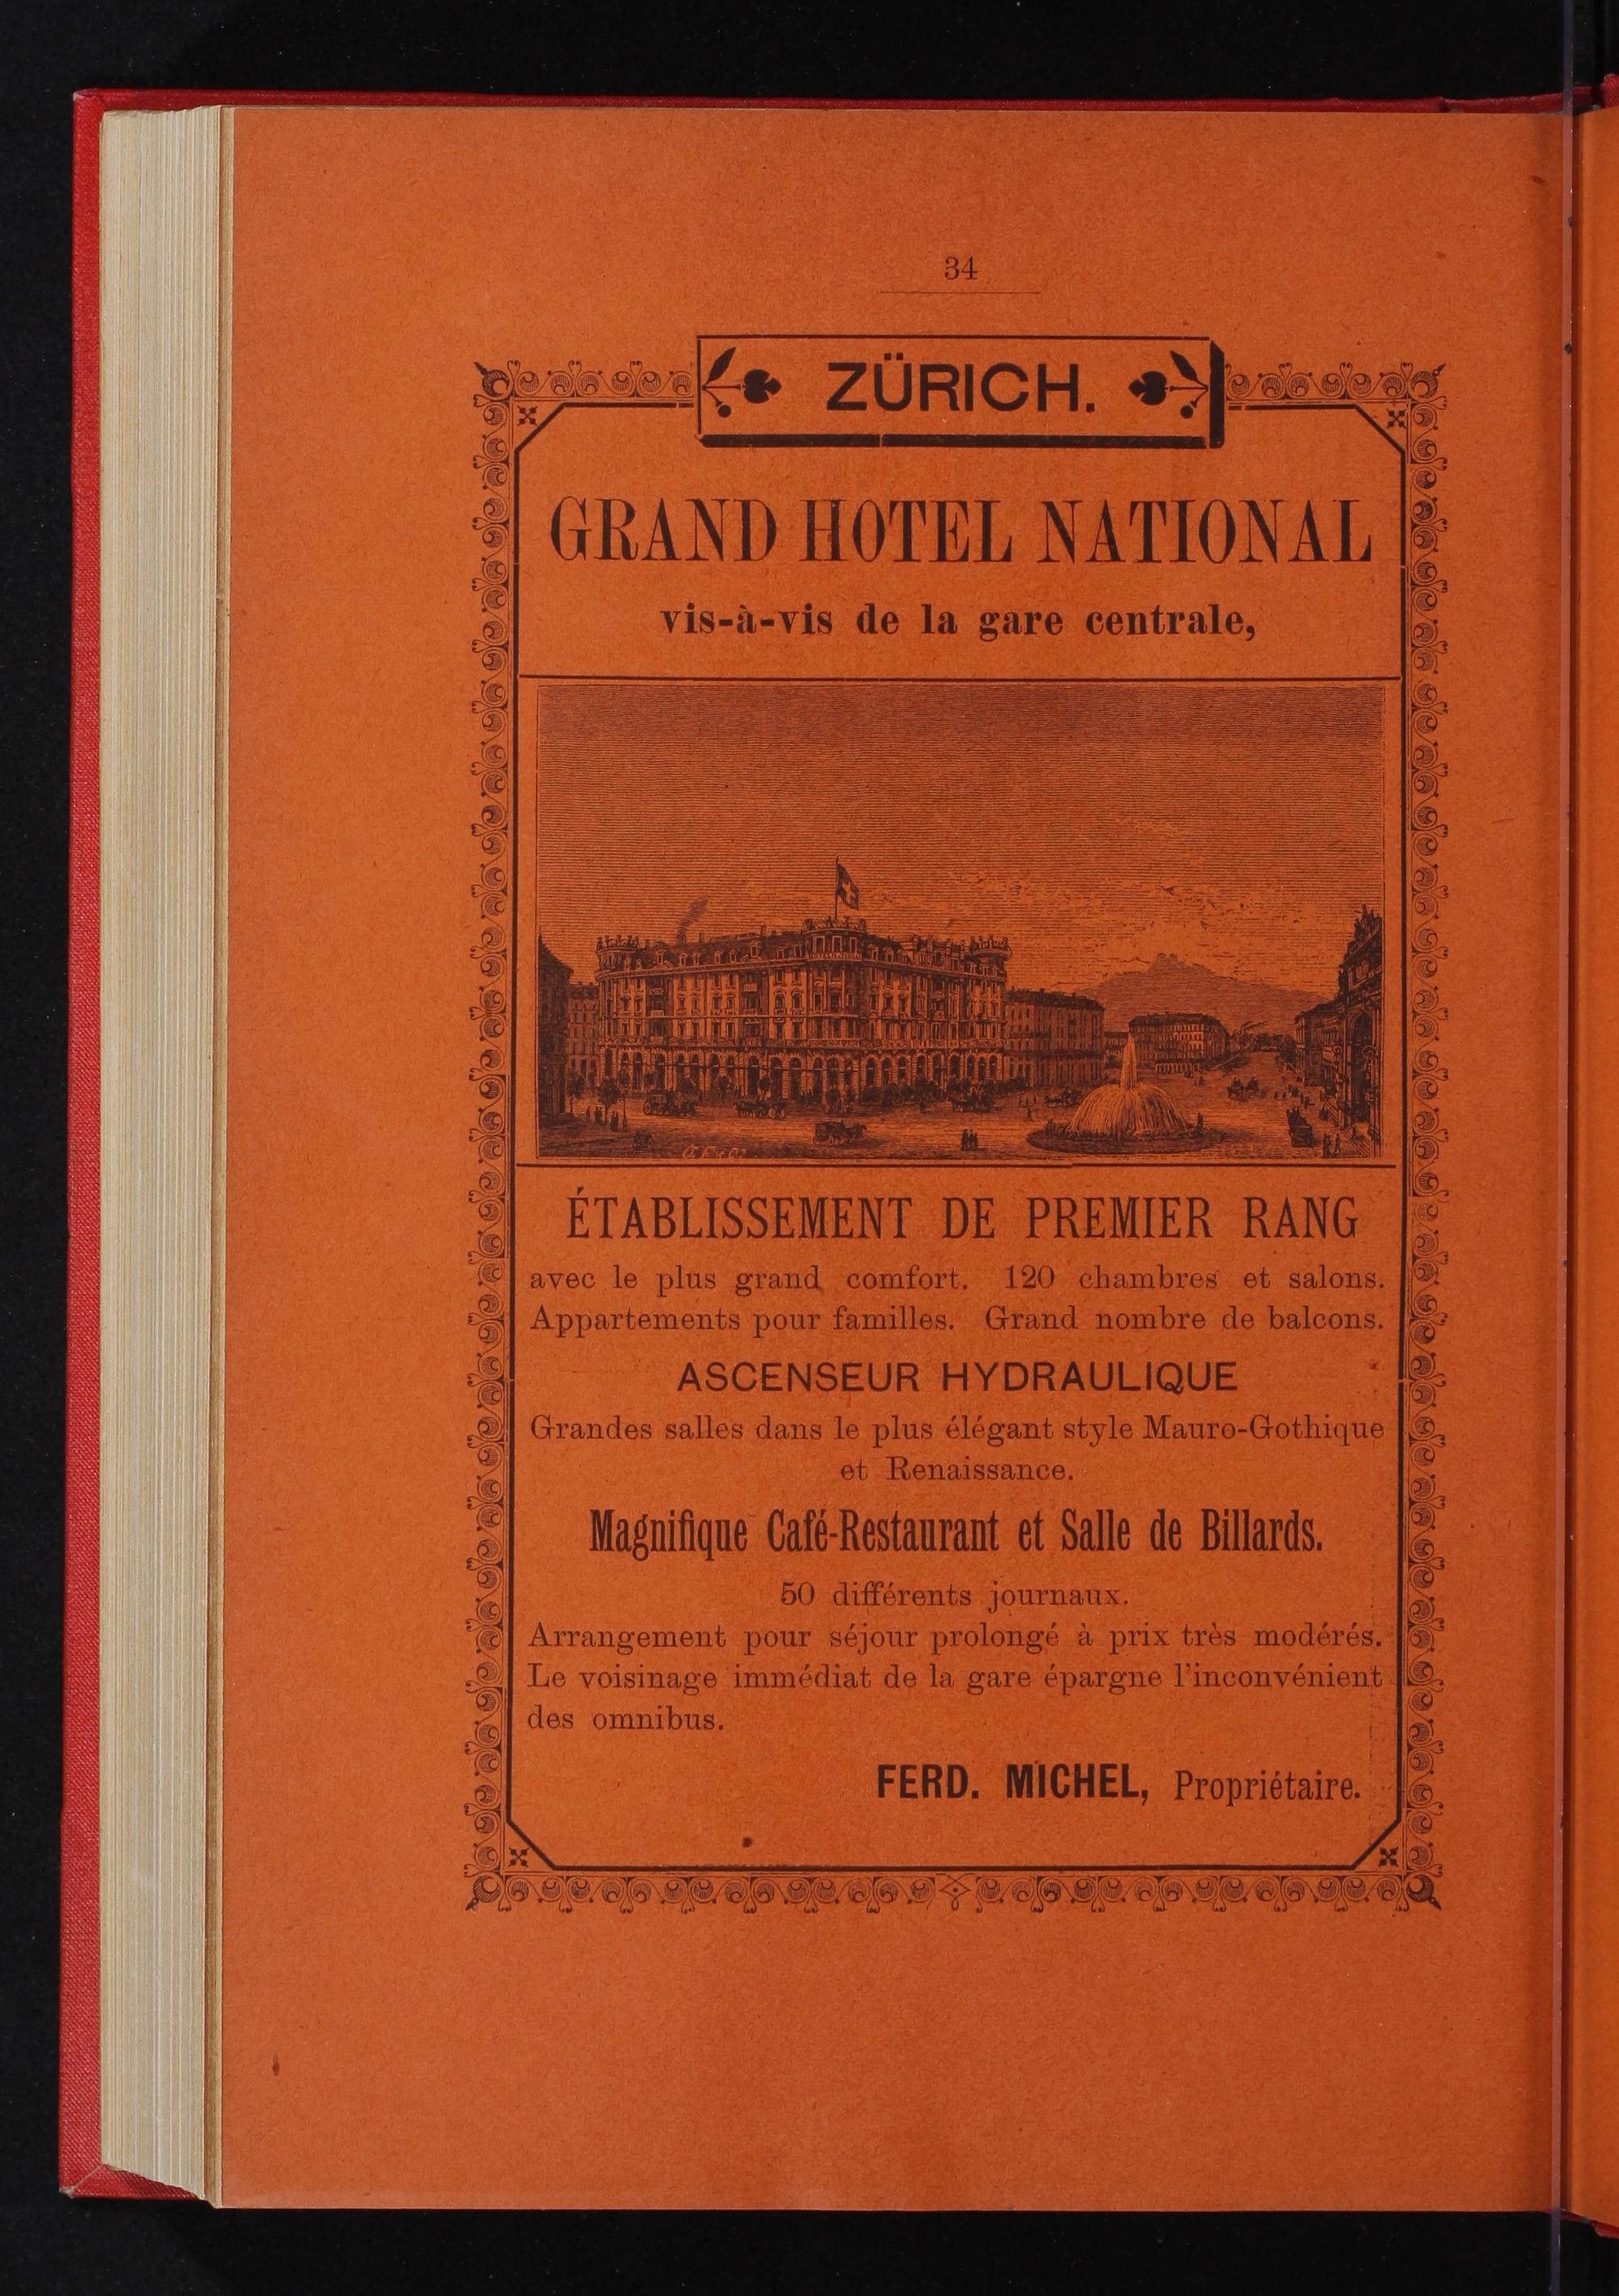 34
ZÜRICH.
GRAND HOTEL NATIONAL
vis-à-vis de la gare centrale,
ÉTABLISSEMENT DE PREMIER RANG
avec le plus grand comfort. 120 chambres et salons.
Appartements pour familles. Grand nombre de balcons.
ASCENSEUR HYDRAULIQUE
Grandes salles dans le plus élégant style Mauro-Gothique
et Renaissance.
Magnifique Café-Restaurant et Salle de Billards.
50 différents journaux.
Arrangement pour séjour prolongé à prix très modérés.
Le voisinage immédiat de la gare épargne l'inconvénient
des omnibus.
FERD. MICHEL, Propriétaire.